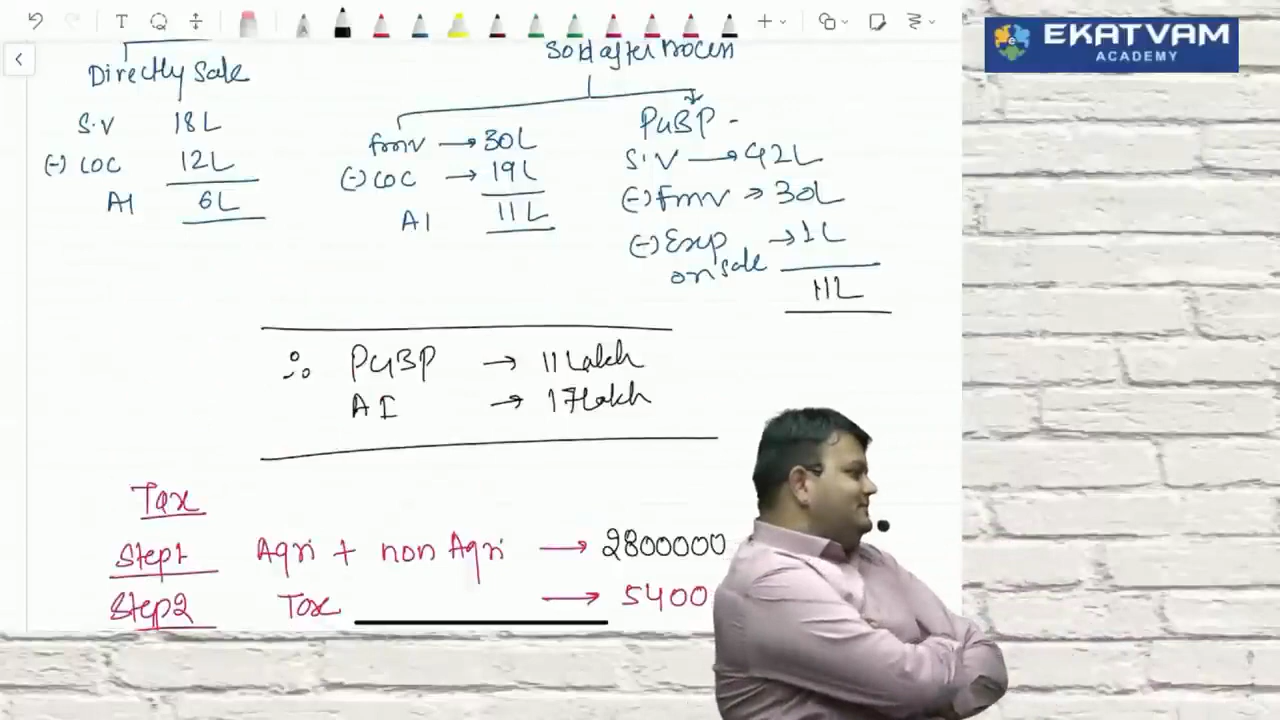 EKATVAM
ACADEMY
Directly Sale
S.V 18L
(-) COC 12L
AI 6L
Sold after Process
fmv → 30L
(-) COC → 19L
AI 11L
PGBP -
S.V → 42L
(-) Fmv → 30L
(-) Exp on sale → 1L
11L
∴ PGBP → 11 Lakh
AI → 17 Lakh
Tax
Step1 Agri + non Agri → 2800000
Step2 Tax → 5400